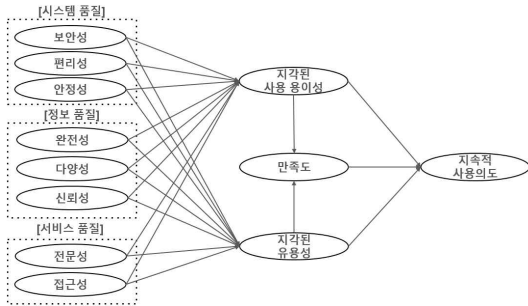 [시스템 품질]
보안성
편리성
안정성
[정보 품질]
완전성
다양성
신뢰성
[서비스 품질]
전문성
접근성
지각된
사용 용이성
만족도
지각된
유용성
지속적
사용의도